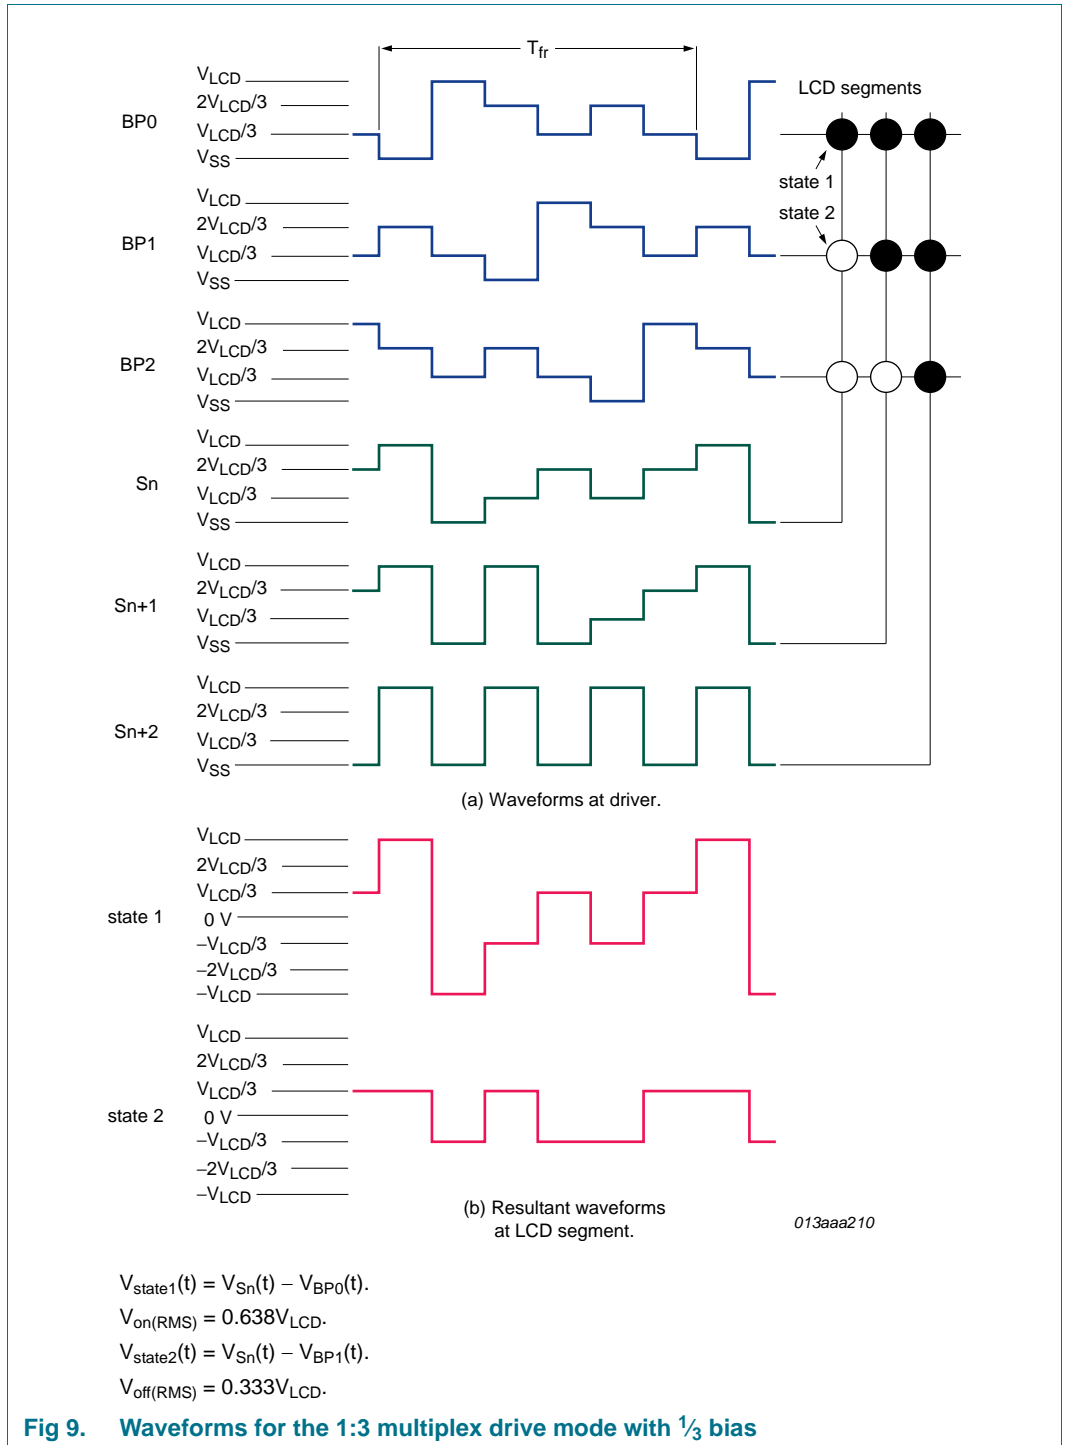 Tfr
LCD segments
BP0
VLCD
2VLCD/3
VLCD/3
VSS
state 1
state 2
BP1
VLCD
2VLCD/3
VLCD/3
VSS
BP2
VLCD
2VLCD/3
VLCD/3
VSS
Sn
VLCD
2VLCD/3
VLCD/3
VSS
Sn+1
VLCD
2VLCD/3
VLCD/3
VSS
Sn+2
VLCD
2VLCD/3
VLCD/3
VSS
(a) Waveforms at driver.
state 1
VLCD
2VLCD/3
VLCD/3
0 V
−VLCD/3
−2VLCD/3
−VLCD
state 2
VLCD
2VLCD/3
VLCD/3
0 V
−VLCD/3
−2VLCD/3
−VLCD
(b) Resultant waveforms
at LCD segment.
013aaa210
Vstate1(t) = VSn(t) − VBP0(t).
Von(RMS) = 0.638VLCD.
Vstate2(t) = VSn(t) − VBP1(t).
Voff(RMS) = 0.333VLCD.
Fig 9. Waveforms for the 1:3 multiplex drive mode with 1⁄3 bias